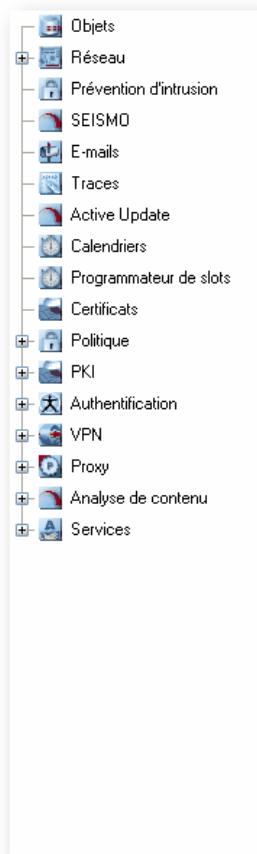 Objets
Réseau
Prévention d'intrusion
SEISMO
E-mails
Traces
Active Update
Calendriers
Programmateur de slots
Certificats
Politique
PKI
Authentification
VPN
Proxy
Analyse de contenu
Services